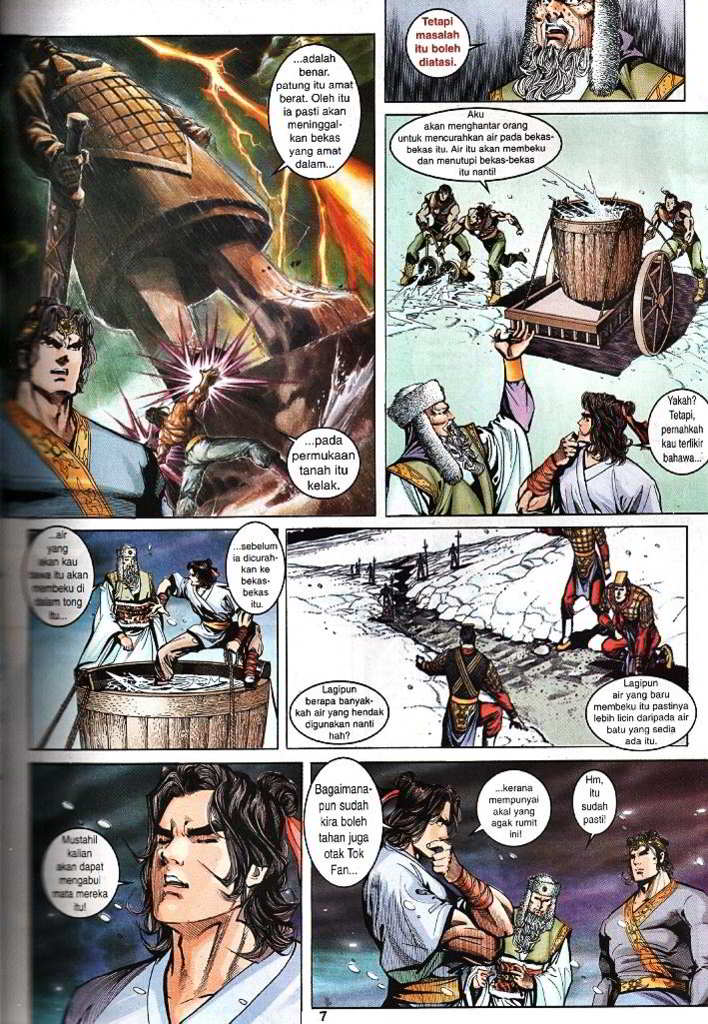 ...adalah
benar.
patung itu amat
berat. Oleh itu
ia pasti akan
meninggal-
kan bekas
yang amat
dalam...
...pada
permukaan
tanah itu
kelak.
Tetapi
masalah
itu boleh
diatasi.
Aku
akan menghantar orang
untuk mencurahkan air pada bekas-
bekas itu. Air itu akan membeku
dan menutupi bekas-bekas
itu nanti!
Yakah?
Tetapi,
pernahkah
kau terfikir
bahawa...
...air
yang
akan kau
bawa itu akan
membeku di
dalam tong
itu...
...sebelum
ia dicurah-
kan ke
bekas-
bekas
itu.
Lagipun
berapa banyak-
kah air yang hendak
digunakan nanti
hah?
Lagipun
air yang baru
membeku itu pastinya
lebih licin daripada air
batu yang sedia
ada itu.
Mustahil
kalian
akan dapat
mengabui
mata mereka
itu!
Bagaimana-
pun sudah
kira boleh
tahan juga
otak Tok
Fan...
...kerana
mempunyai
akal yang
agak rumit
ini!
Hm,
itu
sudah
pasti!
7